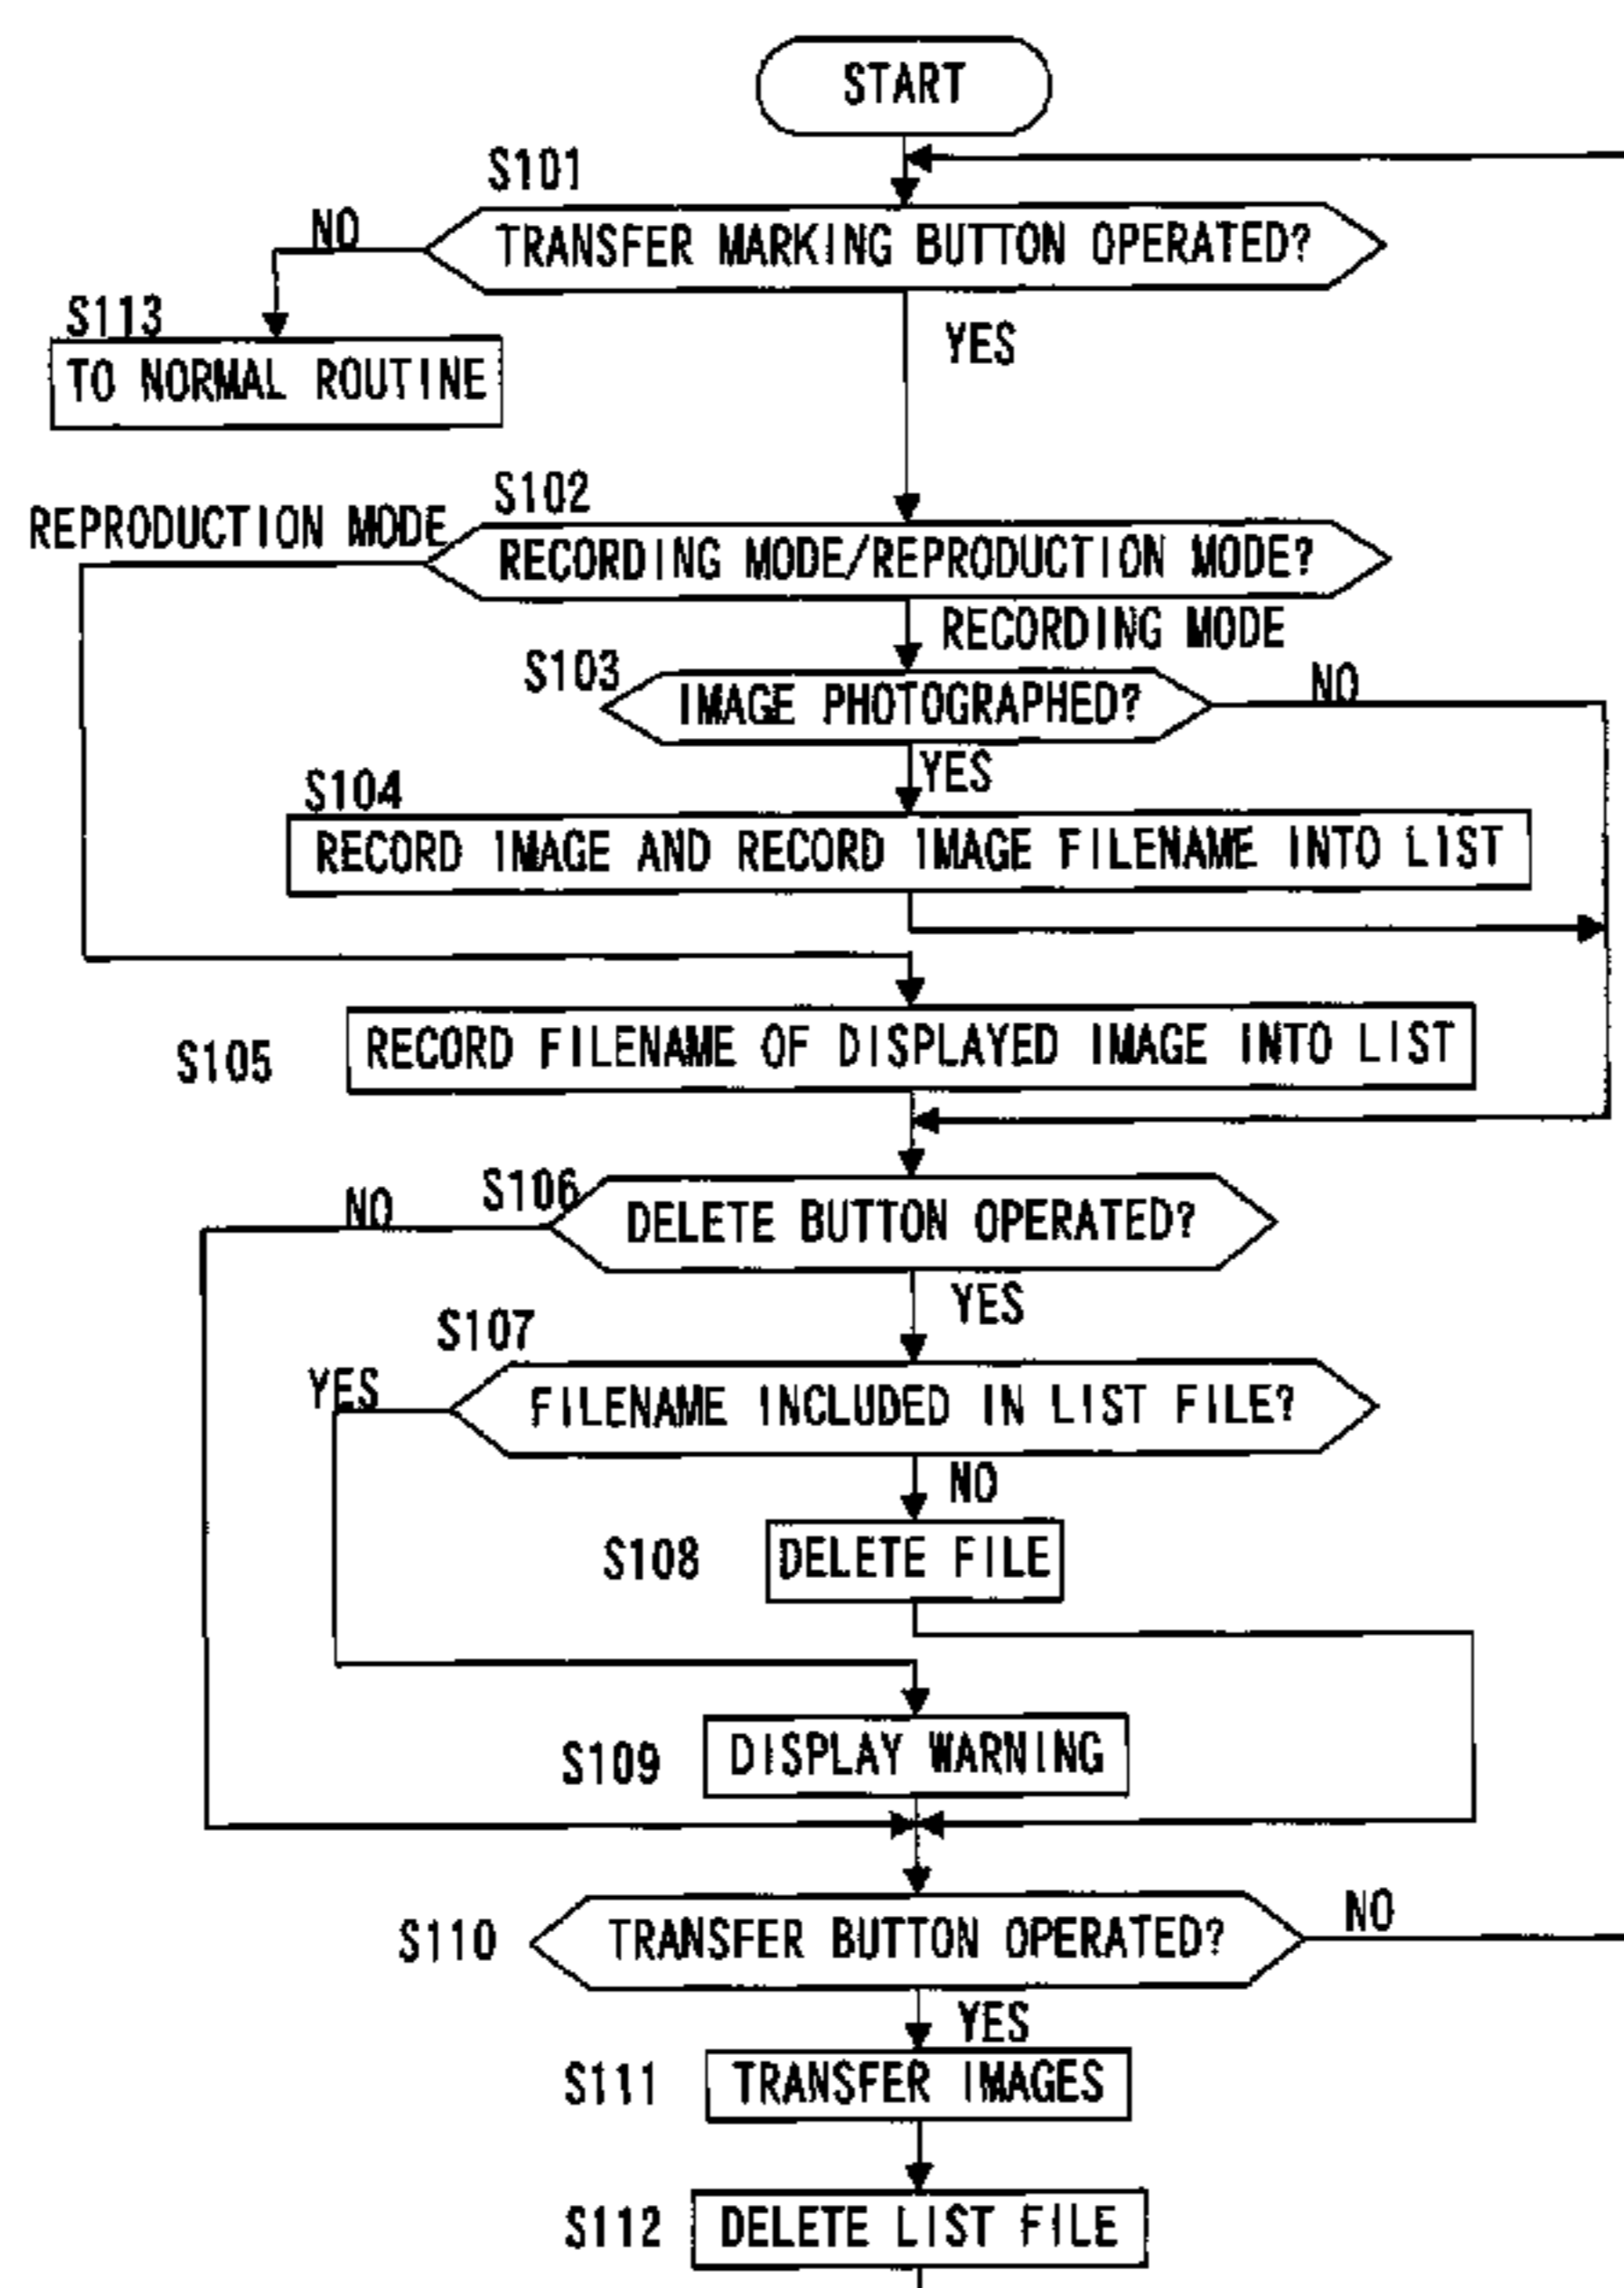 START
S101
NO
TRANSFER MARKING BUTTON OPERATED?
S113
YES
TO NORMAL ROUTINE
S102
REPRODUCTION MODE
RECORDING MODE/REPRODUCTION MODE?
RECORDING MODE
S103
IMAGE PHOTOGRAPHED?
NO
YES
S104
RECORD IMAGE AND RECORD IMAGE FILENAME INTO LIST
S105
RECORD FILENAME OF DISPLAYED IMAGE INTO LIST
S106
NO
DELETE BUTTON OPERATED?
YES
S107
YES
FILENAME INCLUDED IN LIST FILE?
NO
S108
DELETE FILE
S109
DISPLAY WARNING
S110
TRANSFER BUTTON OPERATED?
NO
YES
S111
TRANSFER IMAGES
S112
DELETE LIST FILE